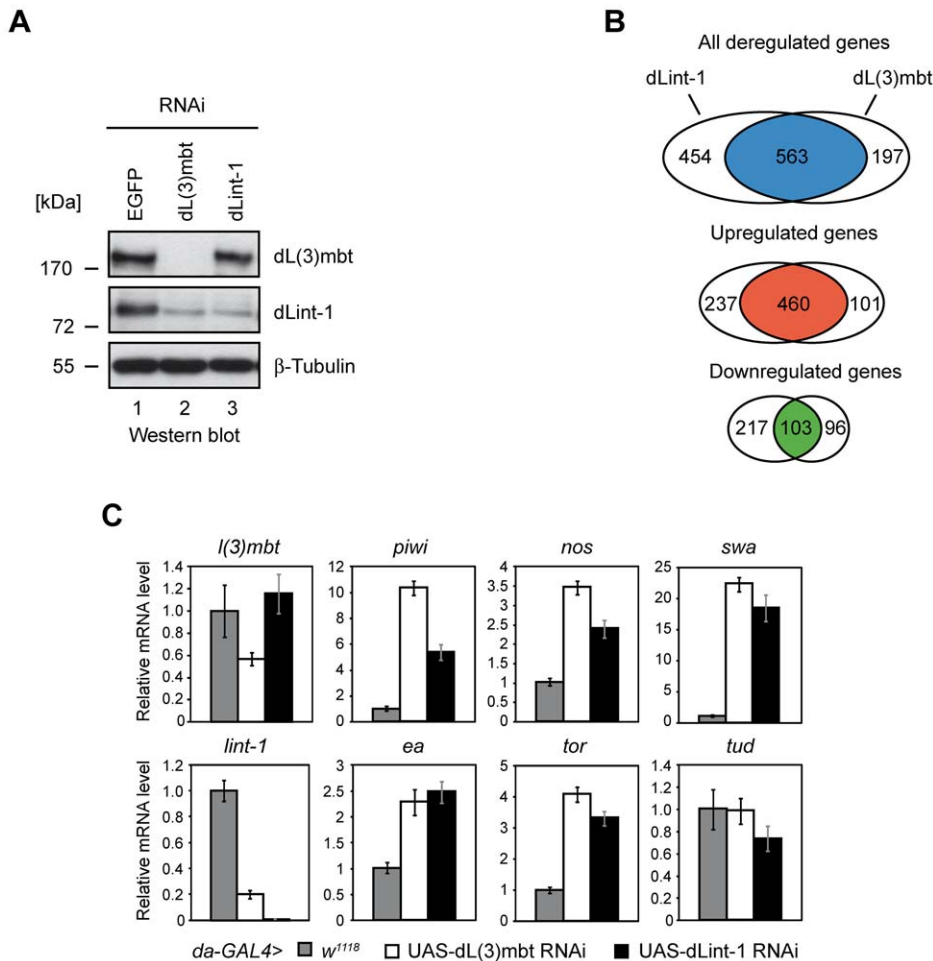 A
RNAi
[kDa]
EGFP
dL(3)mbt
dLint-1
170 –
dL(3)mbt
72 –
dLint-1
55 –
β-Tubulin
1 2 3
Western blot
B
All deregulated genes
dLint-1 dL(3)mbt
454 563 197
Upregulated genes
237 460 101
Downregulated genes
217 103 96
C
l(3)mbt piwi nos swa
Relative mRNA level
1.4
1.2
1.0
0.8
0.6
0.4
0.2
0
12
10
8
6
4
2
0
4
3.5
3
2.5
2
1.5
1
0.5
0
25
20
15
10
5
0
lint-1 ea tor tud
Relative mRNA level
1.2
1.0
0.8
0.6
0.4
0.2
0
3
2.5
2
1.5
1
0.5
0
5
4
3
2
1
0
1.4
1.2
1.0
0.8
0.6
0.4
0.2
0
da-GAL4> w1118 UAS-dL(3)mbt RNAi UAS-dLint-1 RNAi